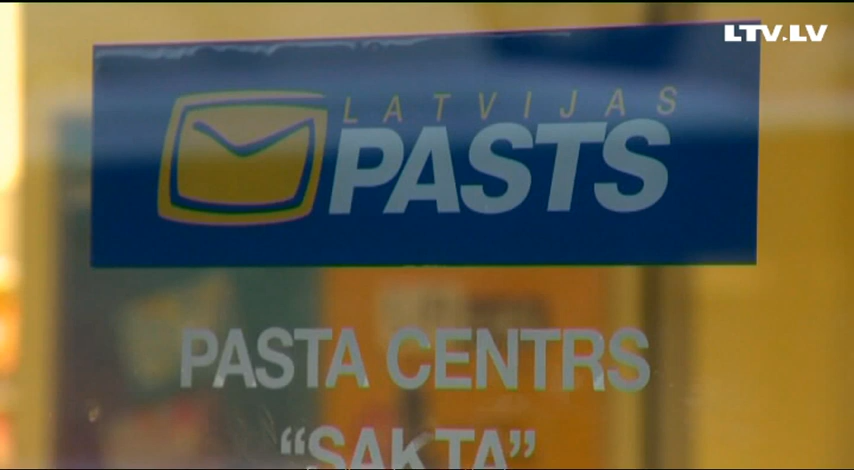 LTV.LV
LATVIJAS
PASTS
PASTA CENTRS
“SAKTA”